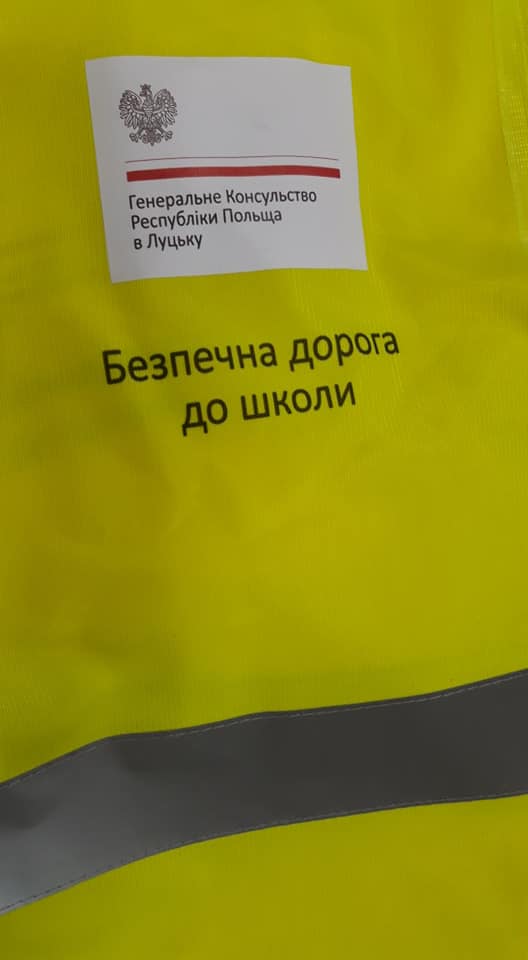 Генеральне Консульство
Республіки Польща
в Луцьку
Безпечна дорога
до школи